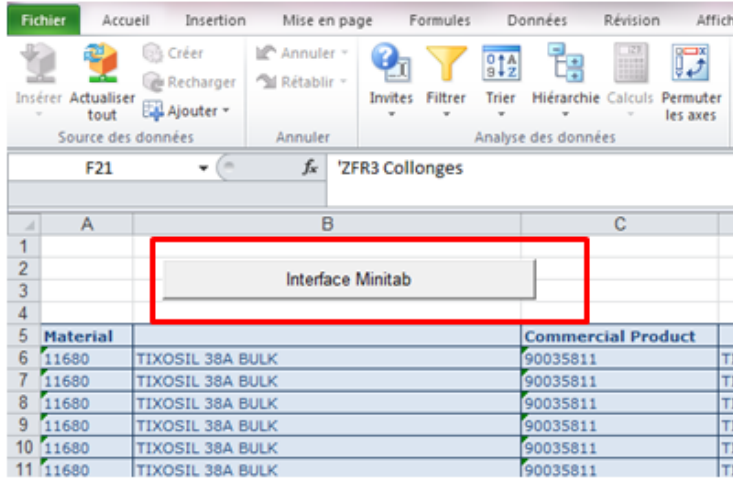 Fichier Accueil Insertion Mise en page Formules Données Révision Affich
Créer Annuler
Recharger Rétablir
Insérer Actualiser tout Ajouter Invites Filtrer Trier Hiérarchie Calculs Permuter les axes
Source des données Annuler Analyse des données
F21 fx 'ZFR3 Collonges
A B C
1
2 Interface Minitab
3
4
5 Material Commercial Product
6 11680 TIXOSIL 38A BULK 90035811 T
7 11680 TIXOSIL 38A BULK 90035811 T
8 11680 TIXOSIL 38A BULK 90035811 T
9 11680 TIXOSIL 38A BULK 90035811 T
10 11680 TIXOSIL 38A BULK 90035811 T
11 11680 TIXOSIL 38A BULK 90035811 T